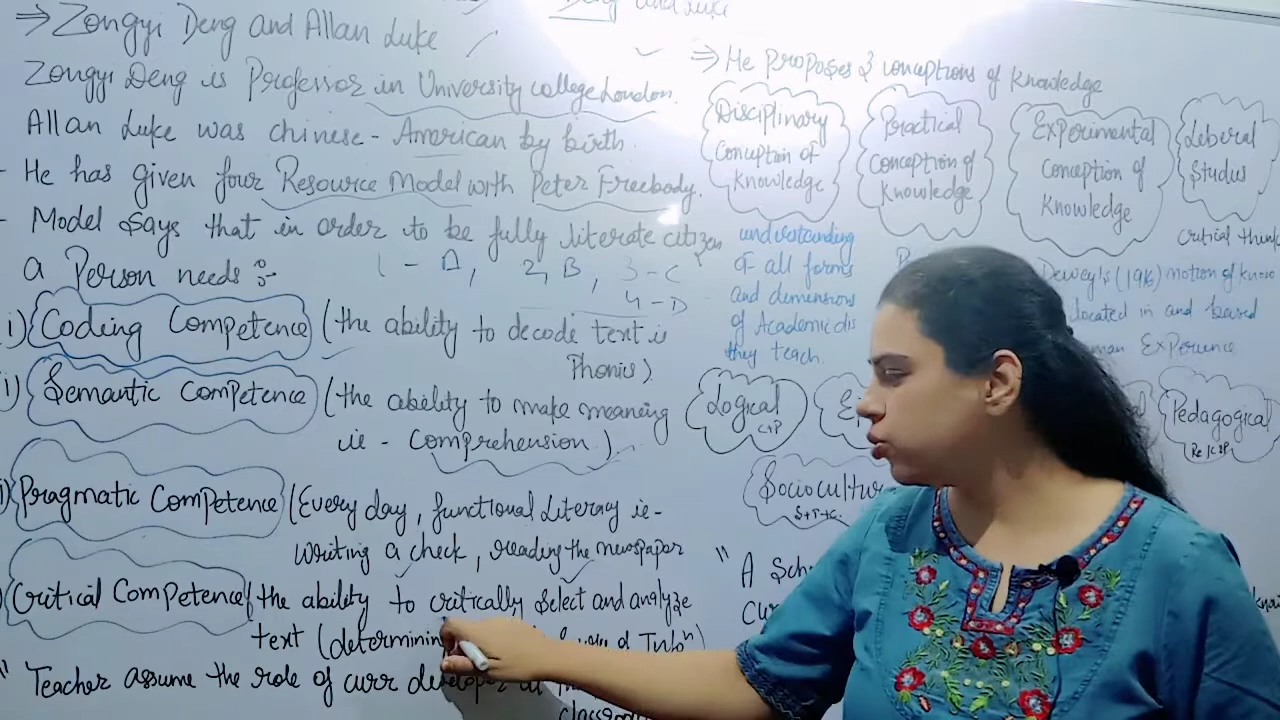 ⇒ Zongyi Deng and Allan Luke
Zongyi Deng is Professor in University college London.
Allan Luke was chinese - American by birth
- He has given four Resource Model with Peter Freebody.
- Model Says that in order to be fully literate citizen
a Person needs :-
1 - A, 2, B, 3 - C
4 - D
i) Coding Competence (the ability to decode text ie
Phonics).
i) Semantic Competence (the ability to make meaning
ie - Comprehension).
i) Pragmatic Competence (Every day, functional Literacy ie-
writing a check, reading the newspaper
) Critical Competence (the ability to critically Select and analyze
text (determinin
" Teacher assume the role of curr
and Luke
⇒ He proposes 3 conceptions of Knowledge
Disciplinary
Conception of
Knowledge
Practical
Conception of
Knowledge
Experimental
Conception of
Knowledge
Leberal
Studies
critical think
understanding
of all forms
and demensions
of Academic dis
they teach.
Dewey's (1916) notion of know
located in and based
man Experience
Logical
C+P
E
Pedagogical
Sociocultur
S+P+C
" A Sch
Cur